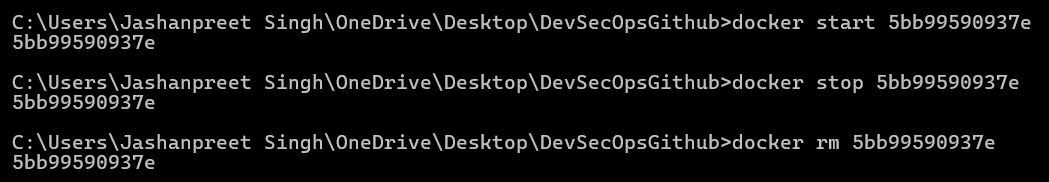 C:\Users\Jashanpreet Singh\OneDrive\Desktop\DevSecOpsGithub>docker start 5bb99590937e
5bb99590937e
C:\Users\Jashanpreet Singh\OneDrive\Desktop\DevSecOpsGithub>docker stop 5bb99590937e
5bb99590937e
C:\Users\Jashanpreet Singh\OneDrive\Desktop\DevSecOpsGithub>docker rm 5bb99590937e
5bb99590937e